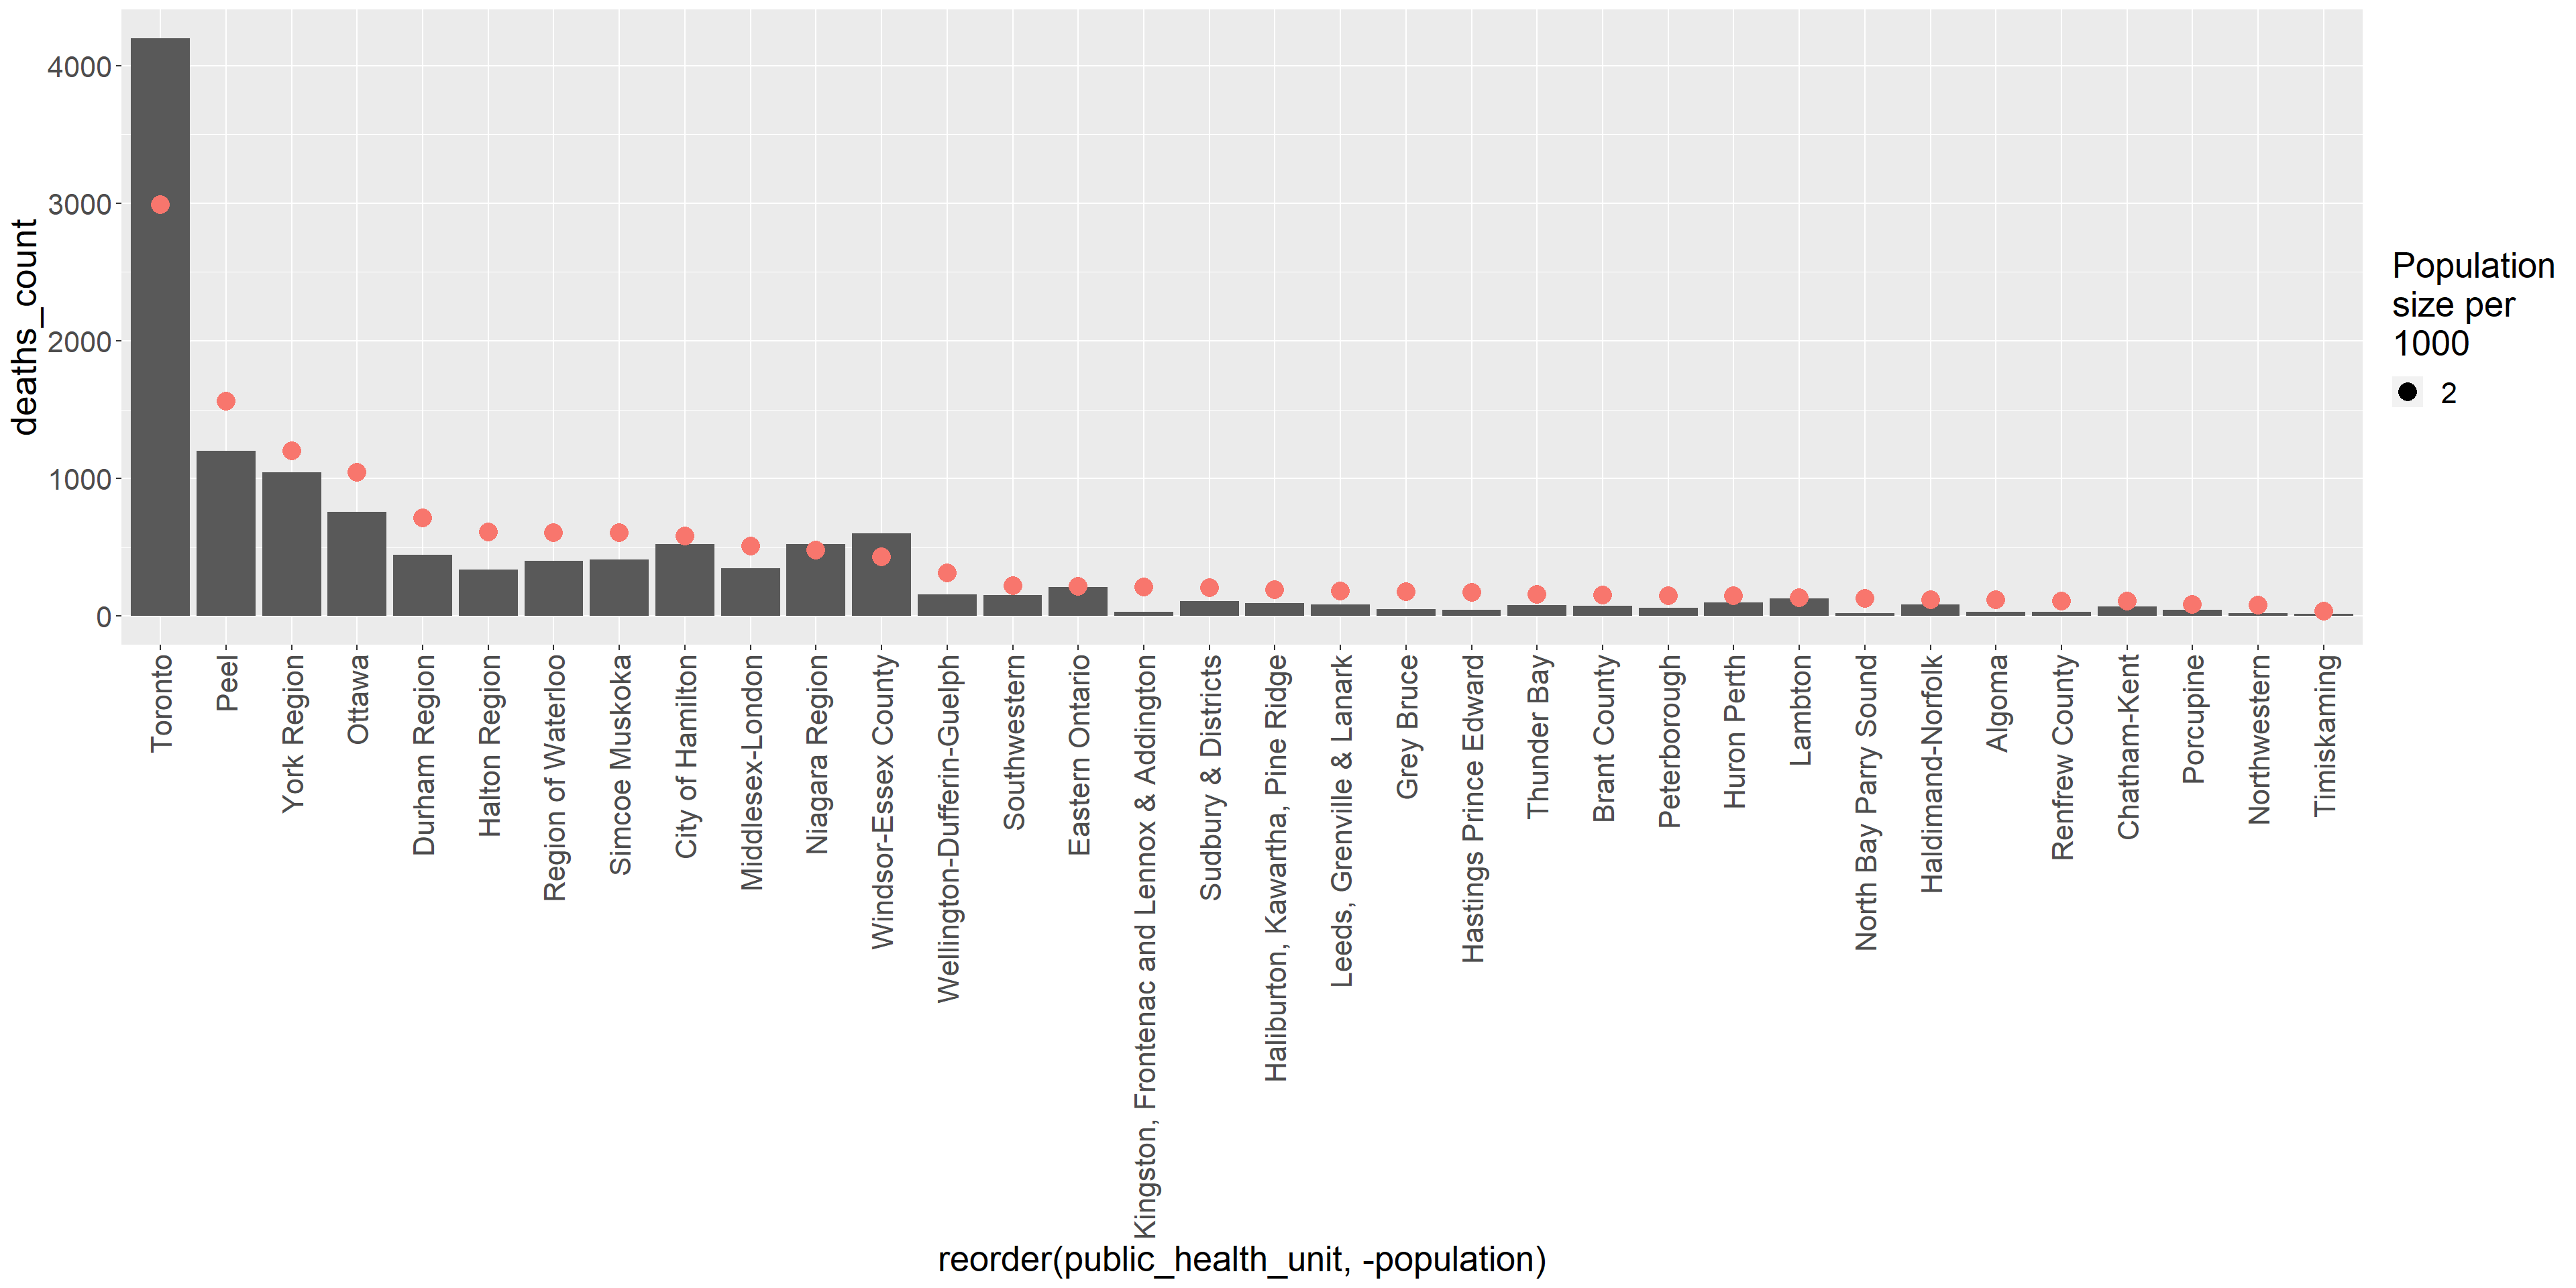 deaths_count
4000
3000
2000
1000
0
Toronto
Peel
York Region
Ottawa
Durham Region
Halton Region
Region of Waterloo
Simcoe Muskoka
City of Hamilton
Middlesex-London
Niagara Region
Windsor-Essex County
Wellington-Dufferin-Guelph
Southwestern
Eastern Ontario
Kingston, Frontenac and Lennox & Addington
Sudbury & Districts
Haliburton, Kawartha, Pine Ridge
Leeds, Grenville & Lanark
Grey Bruce
Hastings Prince Edward
Thunder Bay
Brant County
Peterborough
Huron Perth
Lambton
North Bay Parry Sound
Haldimand-Norfolk
Algoma
Renfrew County
Chatham-Kent
Porcupine
Northwestern
Timiskaming
reorder(public_health_unit, -population)
Population
size per
1000
2